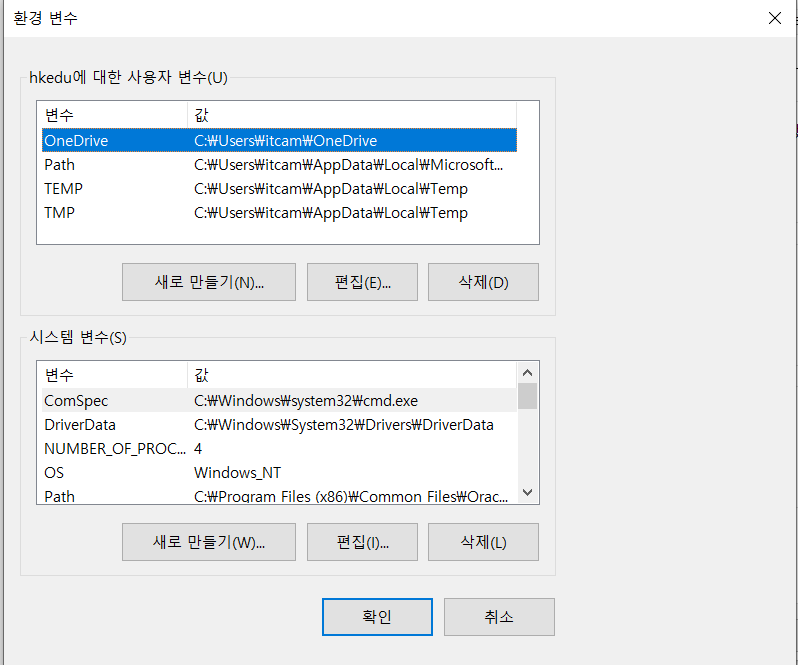 환경 변수
hkedu에 대한 사용자 변수(U)
변수 값
OneDrive C:₩Users₩itcam₩OneDrive
Path C:₩Users₩itcam₩AppData₩Local₩Microsoft...
TEMP C:₩Users₩itcam₩AppData₩Local₩Temp
TMP C:₩Users₩itcam₩AppData₩Local₩Temp
새로 만들기(N)... 편집(E)... 삭제(D)
시스템 변수(S)
변수 값
ComSpec C:₩Windows₩system32₩cmd.exe
DriverData C:₩Windows₩System32₩Drivers₩DriverData
NUMBER_OF_PROC... 4
OS Windows_NT
Path C:₩Program Files (x86)₩Common Files₩Orac...
새로 만들기(W)... 편집(I)... 삭제(L)
확인 취소